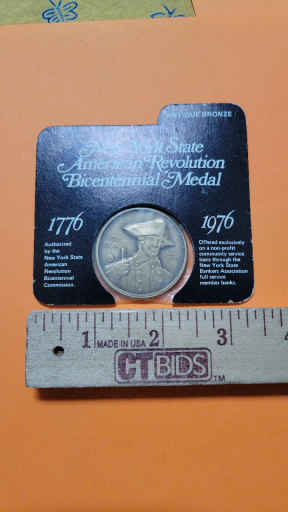 ANTIQUE BRONZE
New York State
American Revolution
Bicentennial Medal
1776
1976
Authorized
by the
New York State
American
Revolution
Bicentennial
Commission.
Offered exclusively
on a non-profit
community service
basis through the
New York State
Bankers Association
full service
member banks.
1 MADE IN USA 2 3 4
CTBIDS TM